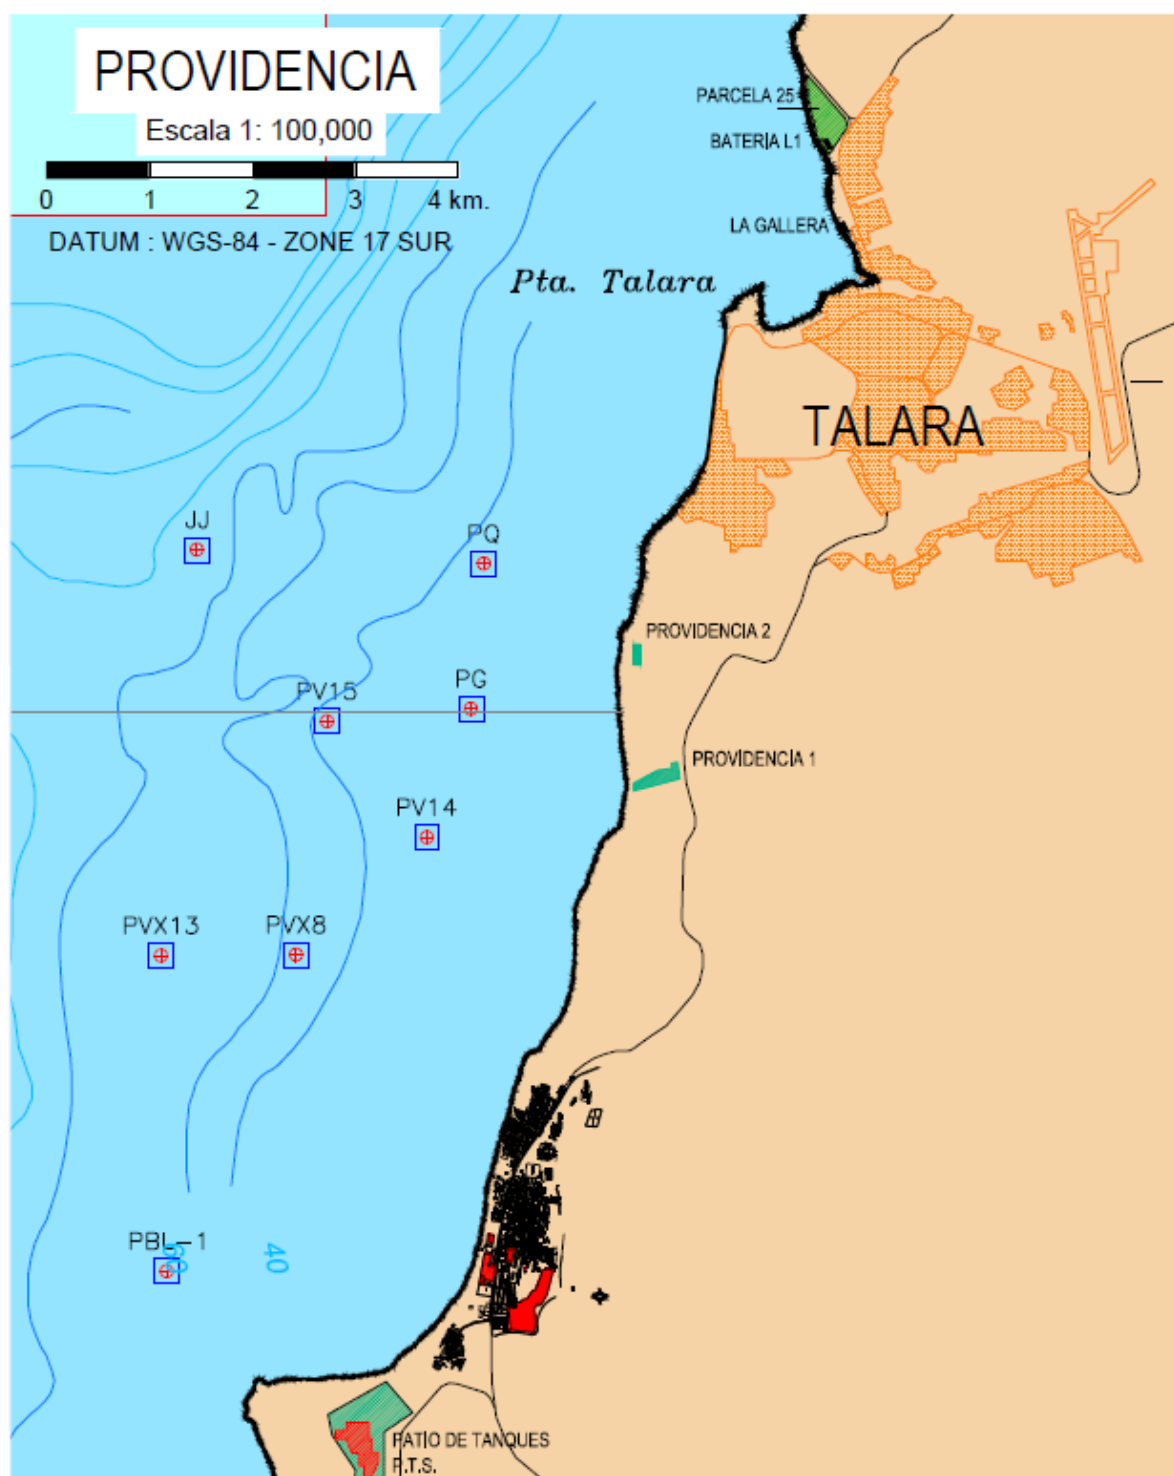 PROVIDENCIA
Escala 1: 100,000
0 1 2 3 4 km.
DATUM : WGS-84 - ZONE 17 SUR
PARCELA 25
BATERIA L1
LA GALLERA
Pta. Talara
TALARA
JJ
PQ
PROVIDENCIA 2
PG
PV15
PROVIDENCIA 1
PV14
PVX13
PVX8
PBL-1
60
40
PATIO DE TANQUES
P.T.S.